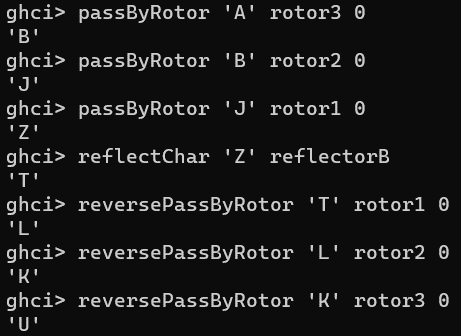 ghci> passByRotor 'A' rotor3 0
'B'
ghci> passByRotor 'B' rotor2 0
'J'
ghci> passByRotor 'J' rotor1 0
'Z'
ghci> reflectChar 'Z' reflectorB
'T'
ghci> reversePassByRotor 'T' rotor1 0
'L'
ghci> reversePassByRotor 'L' rotor2 0
'K'
ghci> reversePassByRotor 'K' rotor3 0
'U'